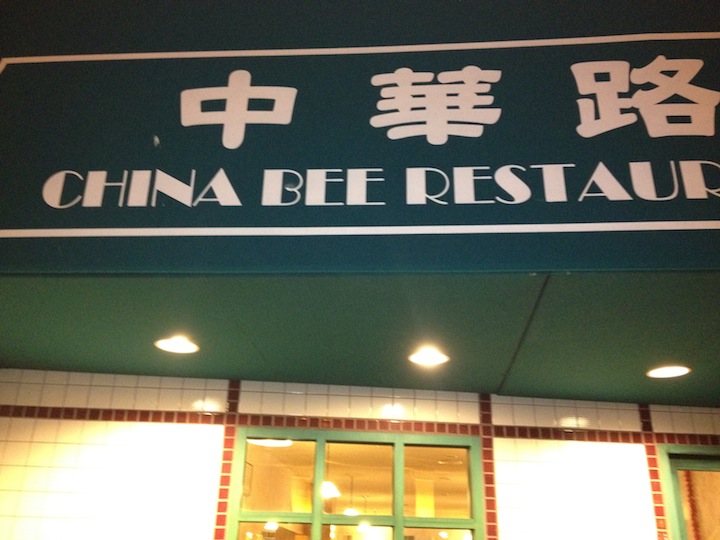 中華路
CHINA BEE RESTAUR